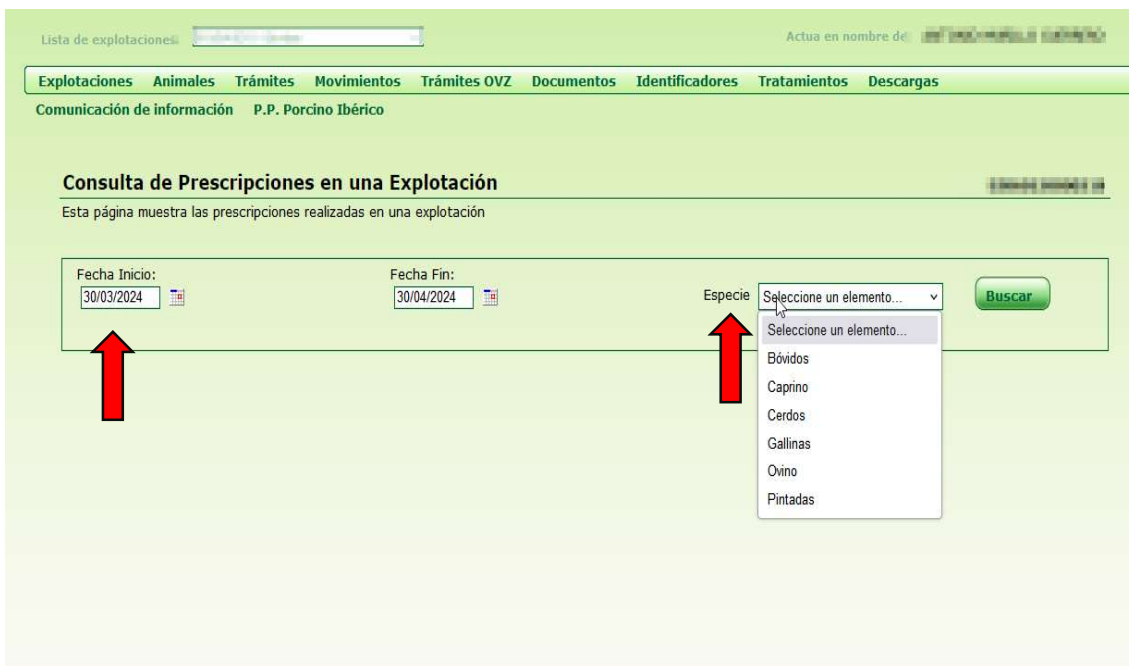 Lista de explotaciones:
Actua en nombre de:
Explotaciones Animales Trámites Movimientos Trámites OVZ Documentos Identificadores Tratamientos Descargas
Comunicación de información P.P. Porcino Ibérico
Consulta de Prescripciones en una Explotación
Esta página muestra las prescripciones realizadas en una explotación
Fecha Inicio: Fecha Fin:
30/03/2024 30/04/2024 Especie Seleccione un elemento... Buscar
Seleccione un elemento...
Bóvidos
Caprino
Cerdos
Gallinas
Ovino
Pintadas